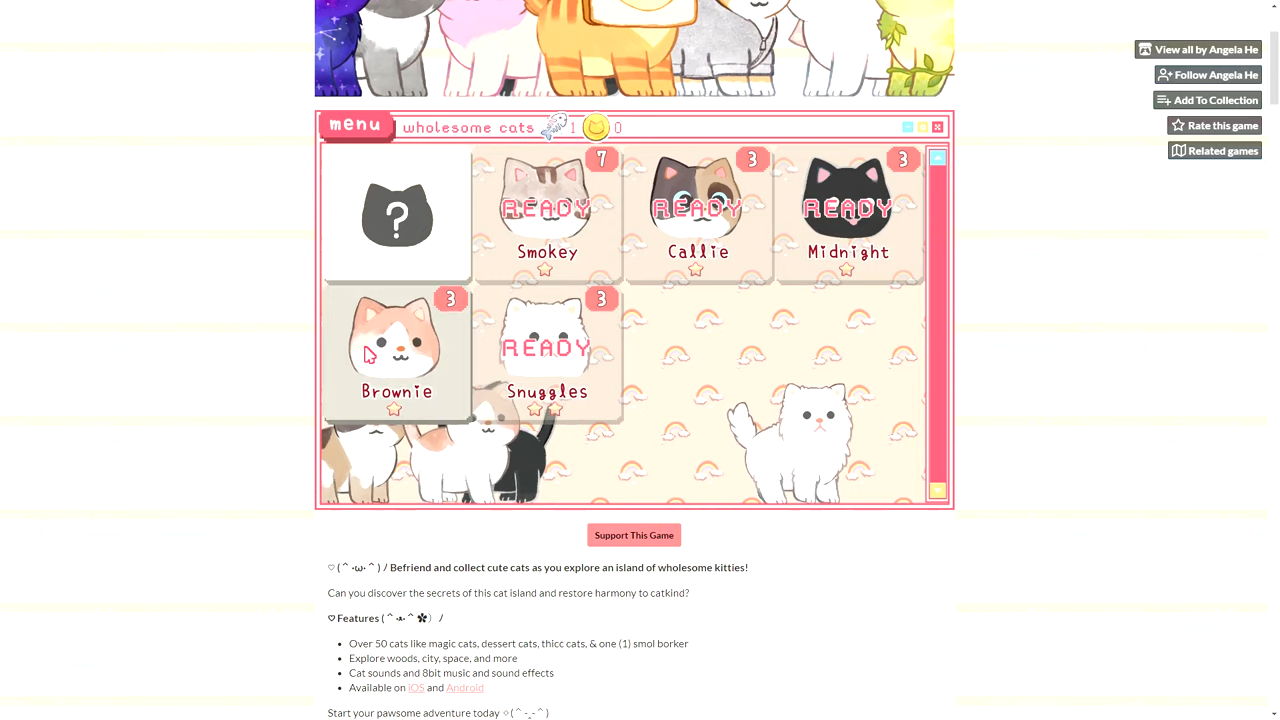 View all by Angela He
Follow Angela He
Add To Collection
Rate this game
Related games
menu
wholesome cats 1 0
?
7
READY
Smokey
3
READY
Callie
3
READY
Midnight
3
Brownie
3
READY
Snuggles
Support This Game
♡ ( ^ ·ω· ^ ) / Befriend and collect cute cats as you explore an island of wholesome kitties!
Can you discover the secrets of this cat island and restore harmony to catkind?
♡ Features ( ^ ·ᴥ· ^ ✿) /
• Over 50 cats like magic cats, dessert cats, thicc cats, & one (1) smol borker
• Explore woods, city, space, and more
• Cat sounds and 8bit music and sound effects
• Available on iOS and Android
Start your pawsome adventure today ✧( ^ -_- ^ )